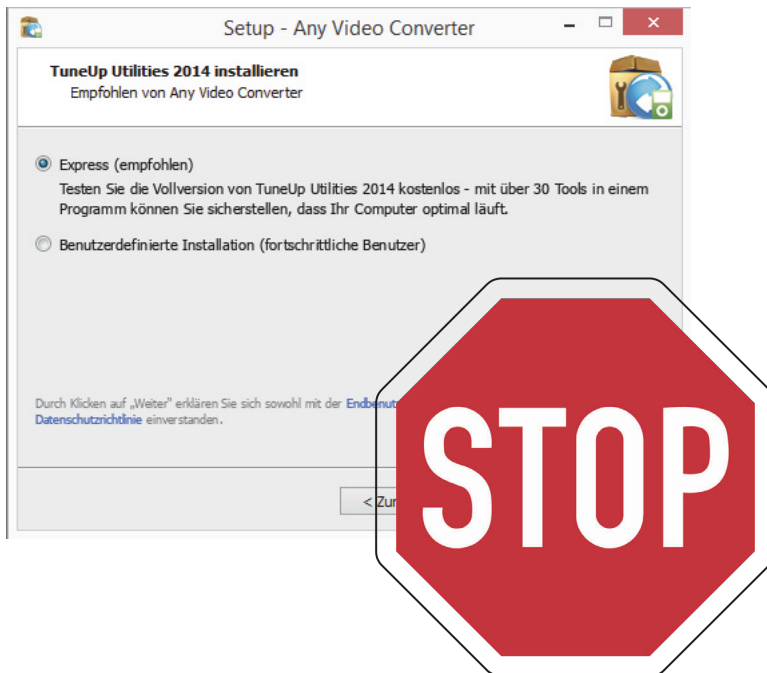 Setup - Any Video Converter
TuneUp Utilities 2014 installieren
Empfohlen von Any Video Converter
Express (empfohlen)
Testen Sie die Vollversion von TuneUp Utilities 2014 kostenlos - mit über 30 Tools in einem
Programm können Sie sicherstellen, dass Ihr Computer optimal läuft.
Benutzerdefinierte Installation (fortschrittliche Benutzer)
Durch Klicken auf „Weiter" erklären Sie sich sowohl mit der
Datenschutzrichtlinie einverstanden.
STOP